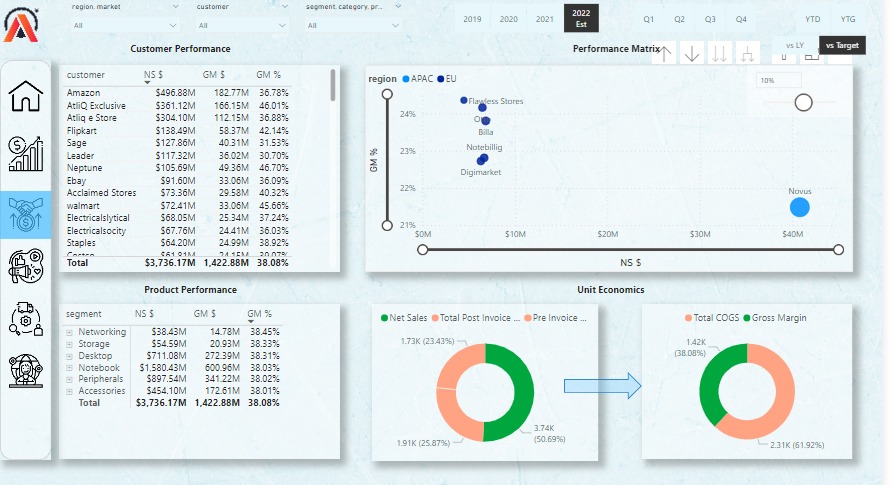 region, market
customer
segment, category, pr...
All
All
All
2019 2020 2021 2022 Est
Q1 Q2 Q3 Q4
YTD YTG
vs LY vs Target
Customer Performance
customer NS $ GM $ GM %
Amazon $496.88M 182.77M 36.78%
AtliQ Exclusive $361.12M 166.15M 46.01%
Atliq e Store $304.10M 112.15M 36.88%
Flipkart $138.49M 58.37M 42.14%
Sage $127.86M 40.31M 31.53%
Leader $117.32M 36.02M 30.70%
Neptune $105.69M 49.36M 46.70%
Ebay $91.60M 33.06M 36.09%
Acclaimed Stores $73.36M 29.58M 40.32%
walmart $72.41M 33.06M 45.66%
Electricalslytical $68.05M 25.34M 37.24%
Electricalsocity $67.76M 24.41M 36.03%
Staples $64.20M 24.99M 38.92%
Costco $61.81M 24.15M 39.07%
Total $3,736.17M 1,422.88M 38.08%
Performance Matrix
region APAC EU
10%
GM %
24%
23%
22%
21%
Flawless Stores
Billa
Notebillig
Digimarket
Novus
$0M $10M $20M $30M $40M
NS $
Product Performance
segment NS $ GM $ GM %
Networking $38.43M 14.78M 38.45%
Storage $54.59M 20.93M 38.33%
Desktop $711.08M 272.39M 38.31%
Notebook $1,580.43M 600.96M 38.03%
Peripherals $897.54M 341.22M 38.02%
Accessories $454.10M 172.61M 38.01%
Total $3,736.17M 1,422.88M 38.08%
Unit Economics
Net Sales Total Post Invoice ... Pre Invoice ...
1.73K (23.43%)
1.91K (25.87%)
3.74K
(50.69%)
Total COGS Gross Margin
1.42K
(38.08%)
2.31K (61.92%)